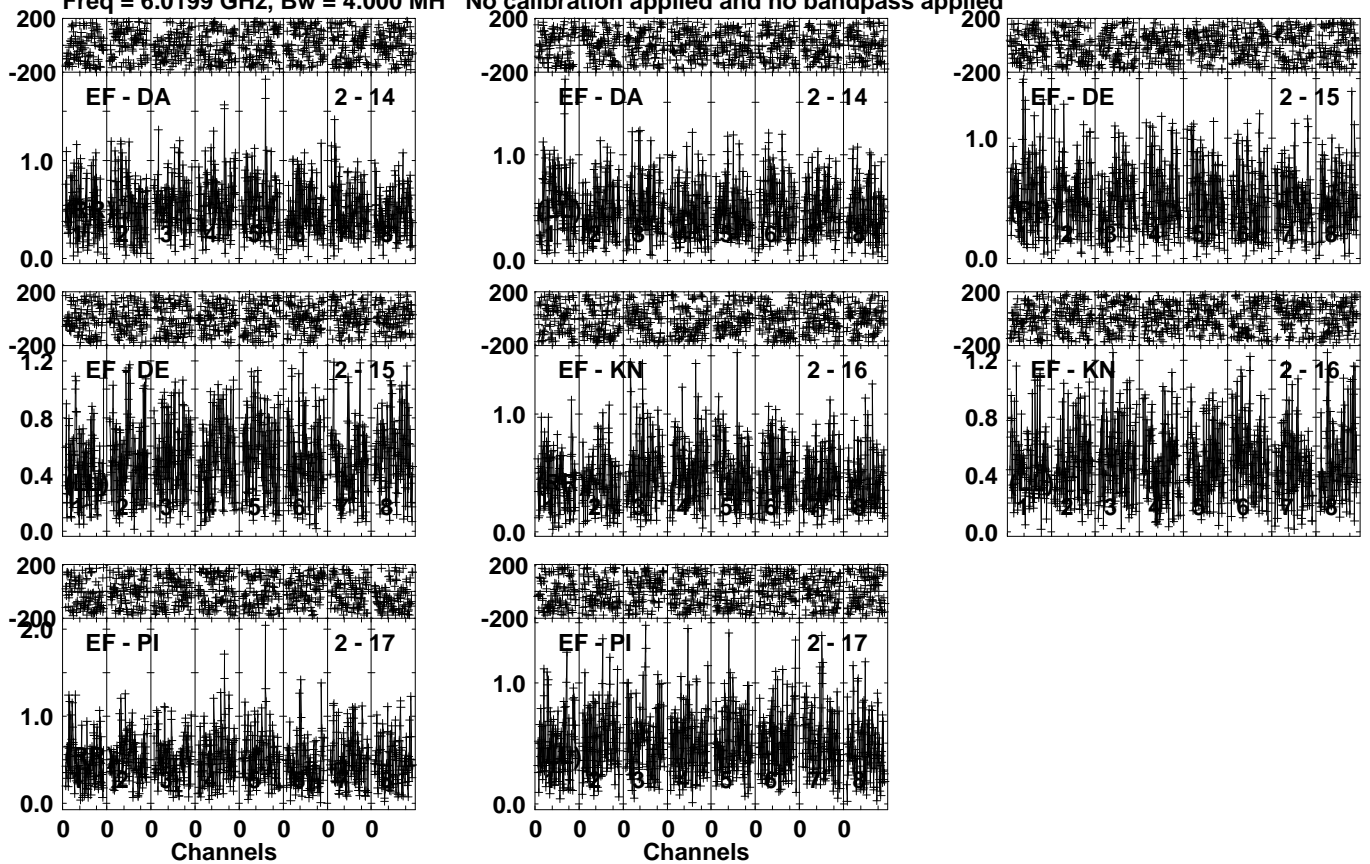 Freq = 6.0199 GHz, Bw = 4.000 MH No calibration applied and no bandpass applied
200 200 200
-200 -200 -200
EF - DA 2 - 14 EF - DA 2 - 14 EF - DE 2 - 15
1.0 1.0 1.0
0.0 0.0 0.0
200 200 200
-200 -200 -200
1.2 EF - DE 2 - 15 EF - KN 2 - 16 1.2 EF - KN 2 - 16
0.8 1.0 0.8
0.4 0.4
0.0 0.0 0.0
200 200
-200 -200
2.0 EF - PI 2 - 17 EF - PI 2 - 17
1.0 1.0
0.0 0.0
0 0 0 0 0 0 0 0 0 0 0 0 0 0 0 0
Channels Channels